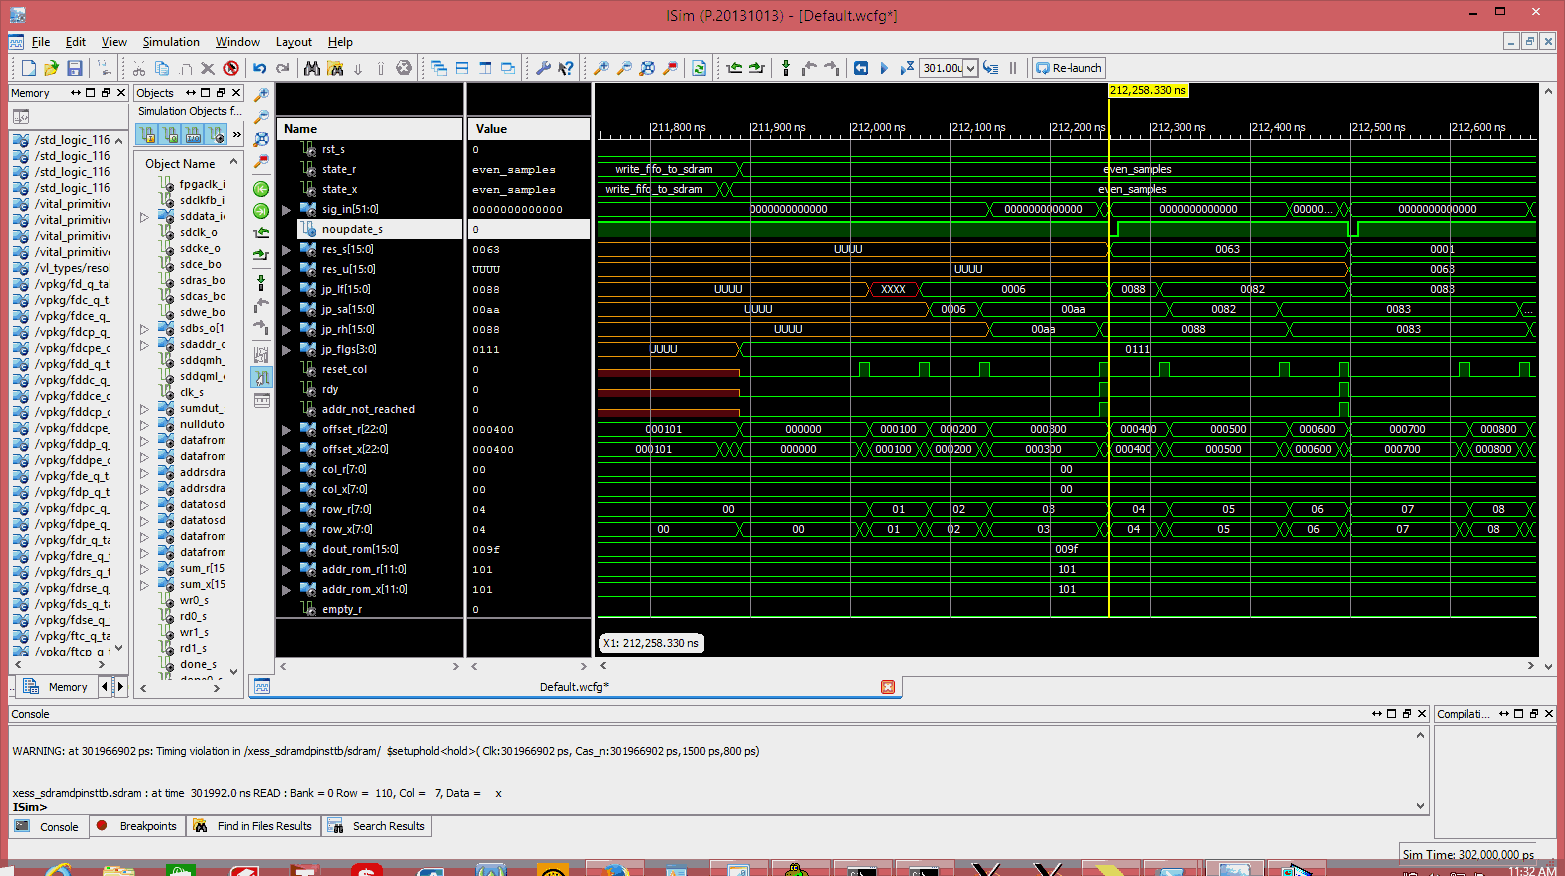 ISim (P.20131013) - [Default.wcfg*]
File Edit View Simulation Window Layout Help
301.00u Re-launch
Memory Objects
Simulation Objects f...
Object Name
/std_logic_116
/std_logic_116
/std_logic_116
/std_logic_116
/vital_primitiv
/vital_primitiv
/vital_primitiv
/vital_primitiv
/vl_types/reso
/vpkg/fd_q_ta
/vpkg/fdc_q_t
/vpkg/fdce_q_
/vpkg/fdcp_q_
/vpkg/fdcpe_c
/vpkg/fdd_q_t
/vpkg/fddc_q_
/vpkg/fddce_c
/vpkg/fddcp_c
/vpkg/fddcpe_
/vpkg/fddp_q_
/vpkg/fddpe_c
/vpkg/fde_q_t
/vpkg/fdp_q_t
/vpkg/fdpc_q_
/vpkg/fdpe_q_
/vpkg/fdr_q_ta
/vpkg/fdre_q_t
/vpkg/fdrs_q_t
/vpkg/fdrse_q_
/vpkg/fds_q_ta
/vpkg/fdse_q_
/vpkg/ftc_q_ta
/vpkg/ftcp_q_t
Memory
fpgaclk_i
sdclkfb_i
sddata_i
sdclk_o
sdcke_o
sdce_bo
sdras_bo
sdcas_bo
sdwe_bo
sdbs_o[1
sdaddr_c
sddqmh_
sddqml_
clk_s
sumdut_
nulldutо
datafrom
datafrom
addrsdra
addrsdra
datatosd
datatosd
datafrom
datafrom
sum_r[15
sum_x[15
wr0_s
rd0_s
wr1_s
rd1_s
done_s
Name Value
rst_s 0
state_r even_samples
state_x even_samples
sig_in[51:0] 0000000000000
noupdate_s 0
res_s[15:0] 0063
res_u[15:0] UUUU
jp_lf[15:0] 0088
jp_sa[15:0] 00aa
jp_rh[15:0] 0088
jp_flgs[3:0] 0111
reset_col 0
rdy 0
addr_not_reached 0
offset_r[22:0] 000400
offset_x[22:0] 000400
col_r[7:0] 00
col_x[7:0] 00
row_r[7:0] 04
row_x[7:0] 04
dout_rom[15:0] 009f
addr_rom_r[11:0] 101
addr_rom_x[11:0] 101
empty_r 0
212,258.330 ns
211,800 ns 211,900 ns 212,000 ns 212,100 ns 212,200 ns 212,300 ns 212,400 ns 212,500 ns 212,600 ns
write_fifo_to_sdram even_samples
write_fifo_to_sdram even_samples
0000000000000 0000000000000 0000000000000 00000... 0000000000000
UUUU 0063 0001
UUUU 0063
UUUU XXXX 0006 0088 0082 0083
UUUU 0006 00aa 0082 0083 ...
UUUU 00aa 0088 0083
UUUU 0111
000101 000000 000100 000200 000300 000400 000500 000600 000700 000800
000101 000000 000100 000200 000300 000400 000500 000600 000700 000800
00
00
00 01 02 03 04 05 06 07 08
00 00 01 02 03 04 05 06 07 08
009f
101
101
X1: 212,258.330 ns
Default.wcfg*
Console Compilati...
WARNING: at 301966902 ps: Timing violation in /xess_sdramdpinsttb/sdram/ $setuphold<hold>( Clk:301966902 ps, Cas_n:301966902 ps,1500 ps,800 ps)
xess_sdramdpinsttb.sdram : at time 301992.0 ns READ : Bank = 0 Row = 110, Col = 7, Data = x
ISim>
Console Breakpoints Find in Files Results Search Results
Sim Time: 302,000,000 ps
11:32 AM